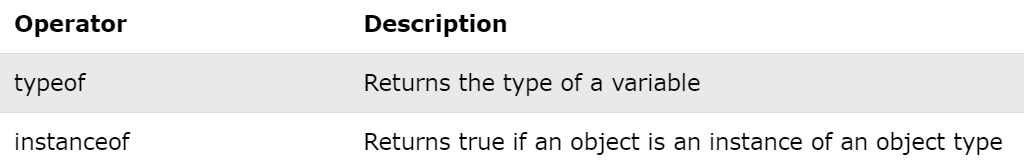 Operator Description
typeof Returns the type of a variable
instanceof Returns true if an object is an instance of an object type